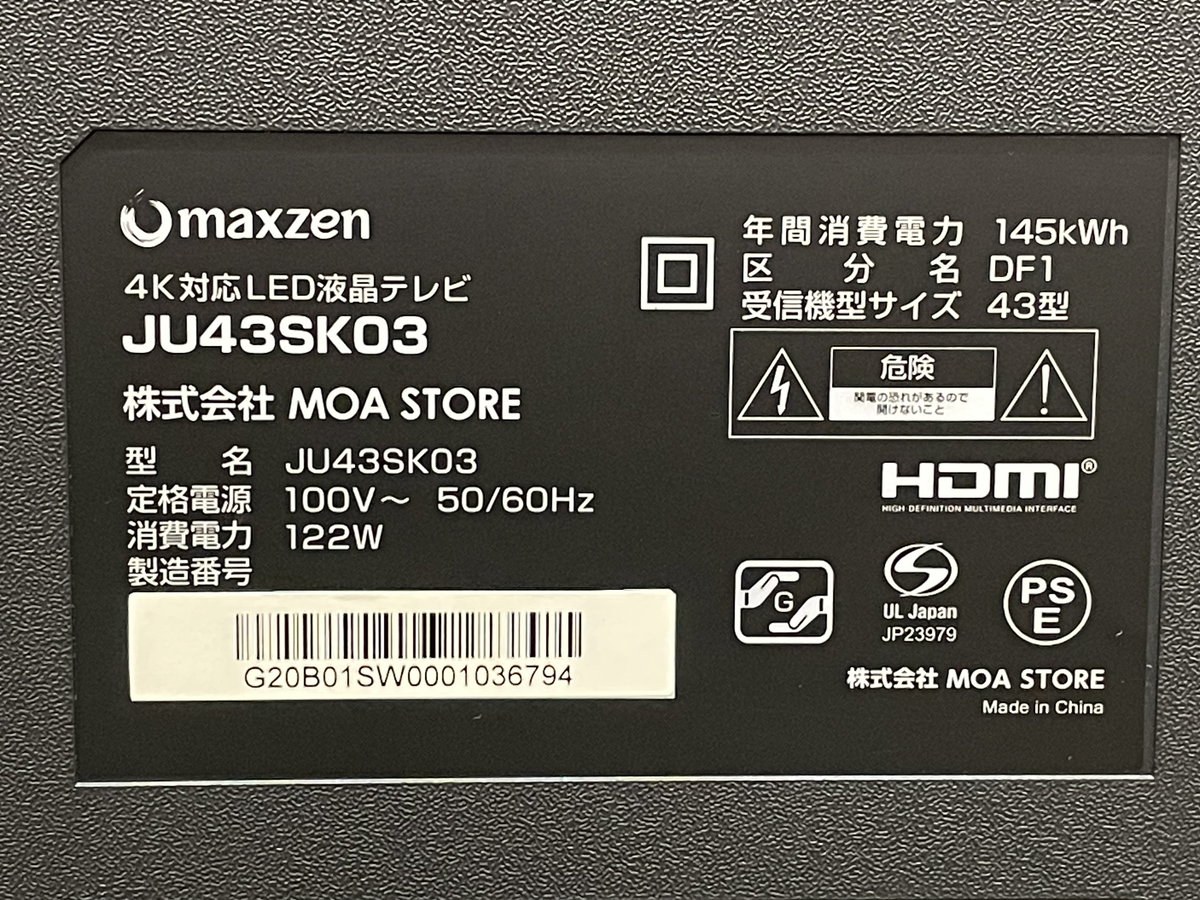 maxzen
4K対応LED液晶テレビ
JU43SK03
株式会社 MOA STORE
型 名 JU43SK03
定格電源 100V～ 50/60Hz
消費電力 122W
製造番号
G20B01SW0001036794
年間消費電力 145kWh
区分名 DF1
受信機型サイズ 43型
危険
感電の恐れがあるので
開けないこと
HDMI®
HIGH DEFINITION MULTIMEDIA INTERFACE
G
UL Japan
JP23979
PS
E
株式会社 MOA STORE
Made in China